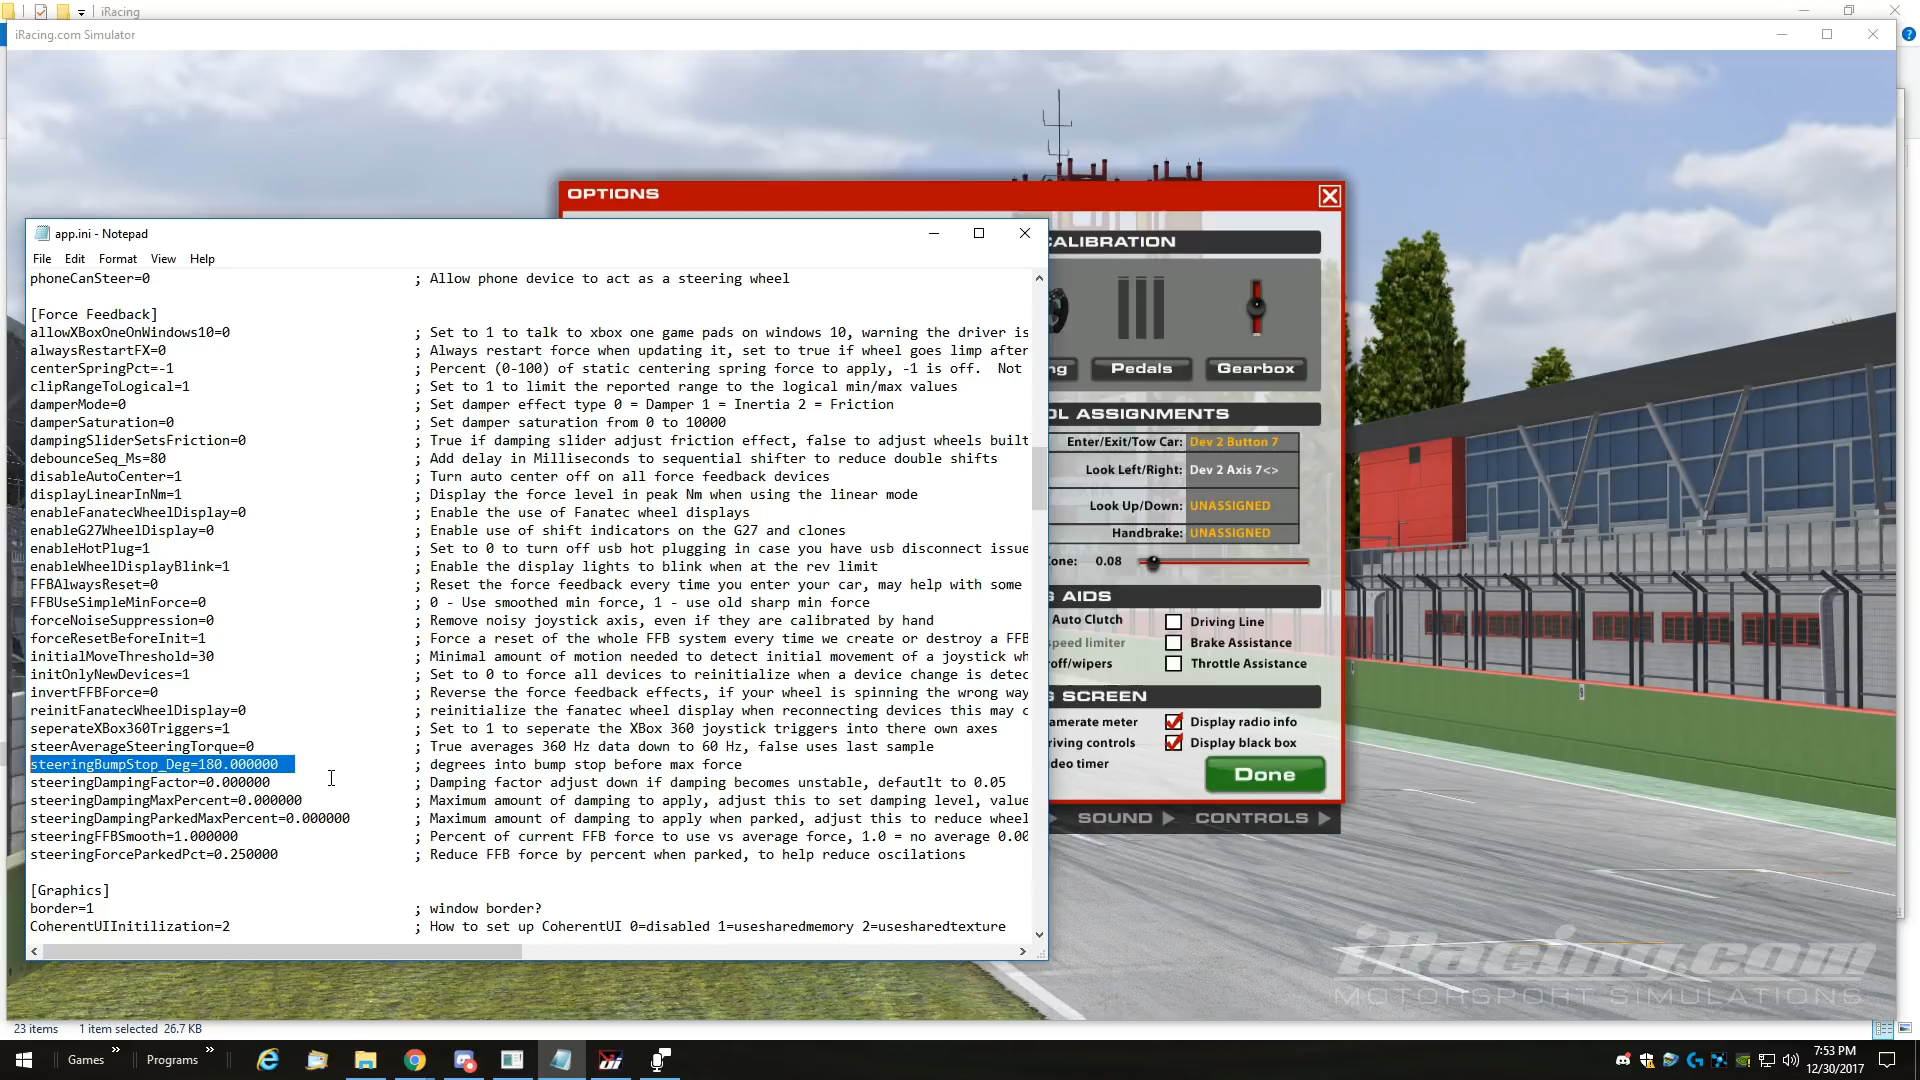 iRacing
iRacing.com Simulator
OPTIONS
CALIBRATION
Pedals
Gearbox
OL ASSIGNMENTS
Enter/Exit/Tow Car: Dev 2 Button 7
Look Left/Right: Dev 2 Axis 7<>
Look Up/Down: UNASSIGNED
Handbrake: UNASSIGNED
one: 0.08
G AIDS
Auto Clutch
Driving Line
speed limiter
Brake Assistance
off/wipers
Throttle Assistance
G SCREEN
amerate meter
Display radio info
riving controls
Display black box
deo timer
Done
SOUND
CONTROLS
app.ini - Notepad
File Edit Format View Help
phoneCanSteer=0 ; Allow phone device to act as a steering wheel
[Force Feedback]
allowXBoxOneOnWindows10=0 ; Set to 1 to talk to xbox one game pads on windows 10, warning the driver is
alwaysRestartFX=0 ; Always restart force when updating it, set to true if wheel goes limp after
centerSpringPct=-1 ; Percent (0-100) of static centering spring force to apply, -1 is off.  Not
clipRangeToLogical=1 ; Set to 1 to limit the reported range to the logical min/max values
damperMode=0 ; Set damper effect type 0 = Damper 1 = Inertia 2 = Friction
damperSaturation=0 ; Set damper saturation from 0 to 10000
dampingSliderSetsFriction=0 ; True if damping slider adjust friction effect, false to adjust wheels built
debounceSeq_Ms=80 ; Add delay in Milliseconds to sequential shifter to reduce double shifts
disableAutoCenter=1 ; Turn auto center off on all force feedback devices
displayLinearInNm=1 ; Display the force level in peak Nm when using the linear mode
enableFanatecWheelDisplay=0 ; Enable the use of Fanatec wheel displays
enableG27WheelDisplay=0 ; Enable use of shift indicators on the G27 and clones
enableHotPlug=1 ; Set to 0 to turn off usb hot plugging in case you have usb disconnect issue
enableWheelDisplayBlink=1 ; Enable the display lights to blink when at the rev limit
FFBAlwaysReset=0 ; Reset the force feedback every time you enter your car, may help with some
FFBUseSimpleMinForce=0 ; 0 - Use smoothed min force, 1 - use old sharp min force
forceNoiseSuppression=0 ; Remove noisy joystick axis, even if they are calibrated by hand
forceResetBeforeInit=1 ; Force a reset of the whole FFB system every time we create or destroy a FFB
initialMoveThreshold=30 ; Minimal amount of motion needed to detect initial movement of a joystick wh
initOnlyNewDevices=1 ; Set to 0 to force all devices to reinitialize when a device change is detec
invertFFBForce=0 ; Reverse the force feedback effects, if your wheel is spinning the wrong way
reinitFanatecWheelDisplay=0 ; reinitialize the fanatec wheel display when reconnecting devices this may c
seperateXBox360Triggers=1 ; Set to 1 to seperate the XBox 360 joystick triggers into there own axes
steerAverageSteeringTorque=0 ; True averages 360 Hz data down to 60 Hz, false uses last sample
steeringBumpStop_Deg=180.000000 ; degrees into bump stop before max force
steeringDampingFactor=0.000000 ; Damping factor adjust down if damping becomes unstable, defautlt to 0.05
steeringDampingMaxPercent=0.000000 ; Maximum amount of damping to apply, adjust this to set damping level, value
steeringDampingParkedMaxPercent=0.000000 ; Maximum amount of damping to apply when parked, adjust this to reduce wheel
steeringFFBSmooth=1.000000 ; Percent of current FFB force to use vs average force, 1.0 = no average 0.00
steeringForceParkedPct=0.250000 ; Reduce FFB force by percent when parked, to help reduce oscilations
[Graphics]
border=1 ; window border?
CoherentUIInitilization=2 ; How to set up CoherentUI 0=disabled 1=usesharedmemory 2=usesharedtexture
iRacing.com
MOTORSPORT SIMULATIONS
23 items 1 item selected 26.7 KB
Games » Programs »
7:53 PM
12/30/2017